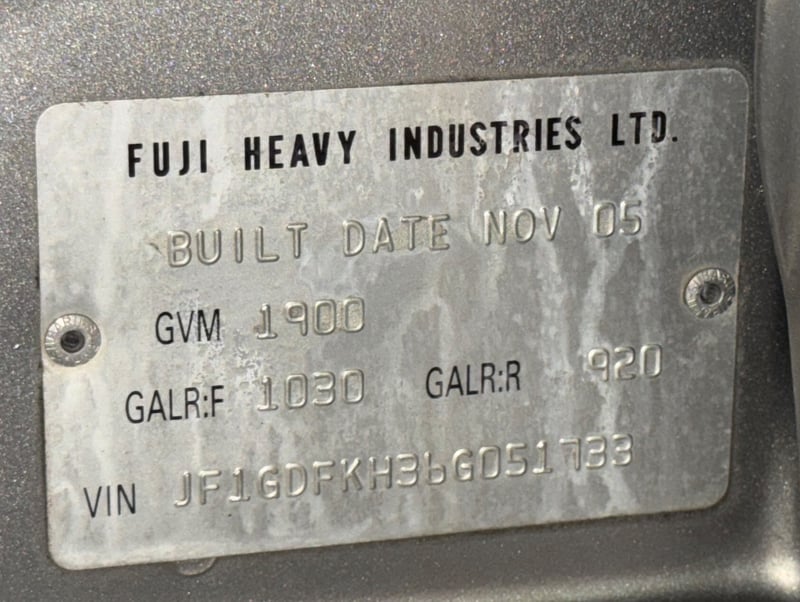 FUJI HEAVY INDUSTRIES LTD.
BUILT DATE NOV 05
GVM 1900
GALR:F 1030 GALR:R 920
VIN JF1GDFKH36G051733